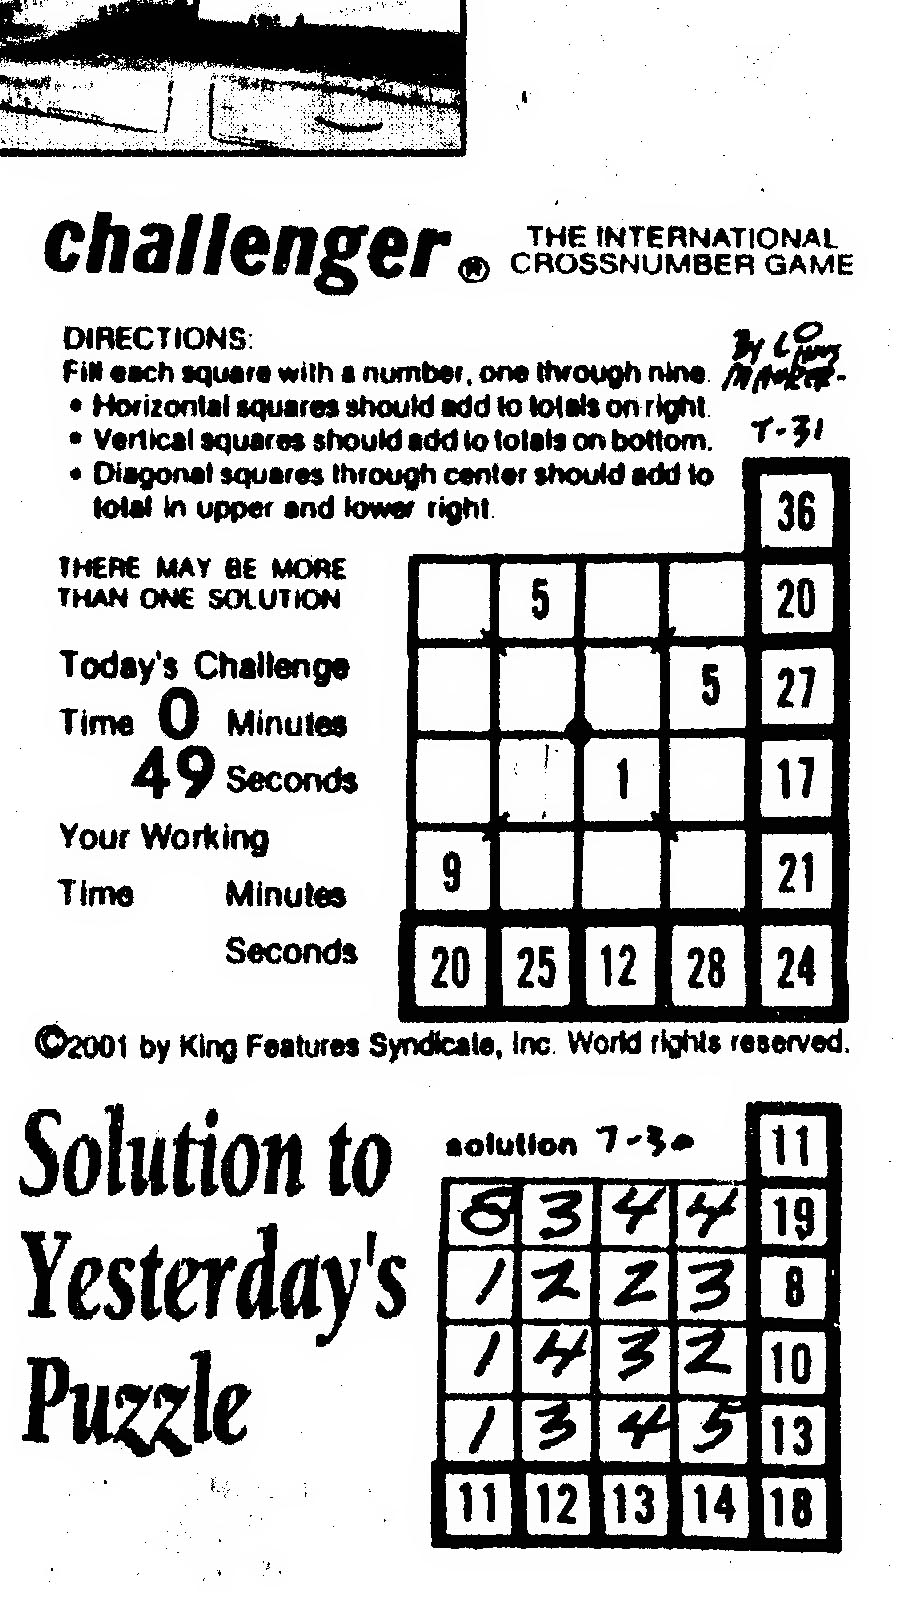 challenger® THE INTERNATIONAL
CROSSNUMBER GAME
DIRECTIONS:
Fill each square with a number, one through nine.
• Horizontal squares should add to totals on right.
• Vertical squares should add to totals on bottom.
• Diagonal squares through center should add to
total in upper and lower right.
By Linus
Maurer-
7-31
THERE MAY BE MORE
THAN ONE SOLUTION
Today's Challenge
Time 0 Minutes
49 Seconds
Your Working
Time Minutes
Seconds
36
5 20
5 27
1 17
9 21
20 25 12 28 24
©2001 by King Features Syndicate, Inc. World rights reserved.
Solution to
Yesterday's
Puzzle
solution 7-30
11
8 3 4 4 19
1 2 2 3 8
1 4 3 2 10
1 3 4 5 13
11 12 13 14 18